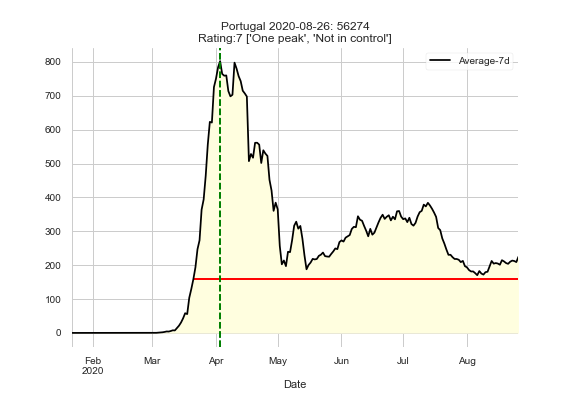 Portugal 2020-08-26: 56274
Rating:7 ['One peak', 'Not in control']
Average-7d
800
700
600
500
400
300
200
100
0
Feb
2020
Mar
Apr
May
Jun
Jul
Aug
Date